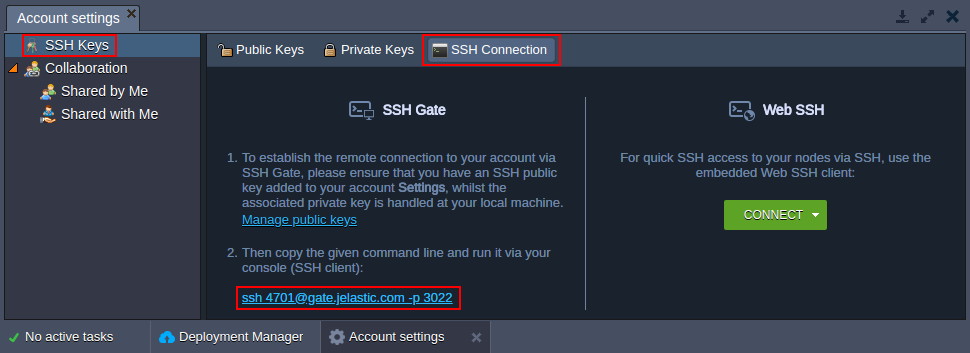 Account settings
SSH Keys
Collaboration
Shared by Me
Shared with Me
Public Keys
Private Keys
SSH Connection
SSH Gate
1. To establish the remote connection to your account via
SSH Gate, please ensure that you have an SSH public
key added to your account Settings, whilst the
associated private key is handled at your local machine.
Manage public keys
2. Then copy the given command line and run it via your
console (SSH client):
ssh 4701@gate.jelastic.com -p 3022
Web SSH
For quick SSH access to your nodes via SSH, use the
embedded Web SSH client:
CONNECT
No active tasks
Deployment Manager
Account settings